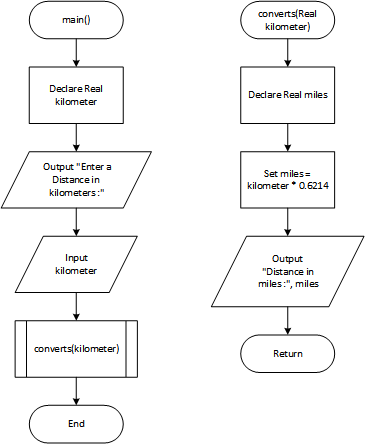 main()
Declare Real
kilometer
Output "Enter a
Distance in
kilometers :"
Input
kilometer
converts(kilometer)
End
converts(Real
kilometer)
Declare Real miles
Set miles =
kilometer * 0.6214
Output
"Distance in
miles :", miles
Return